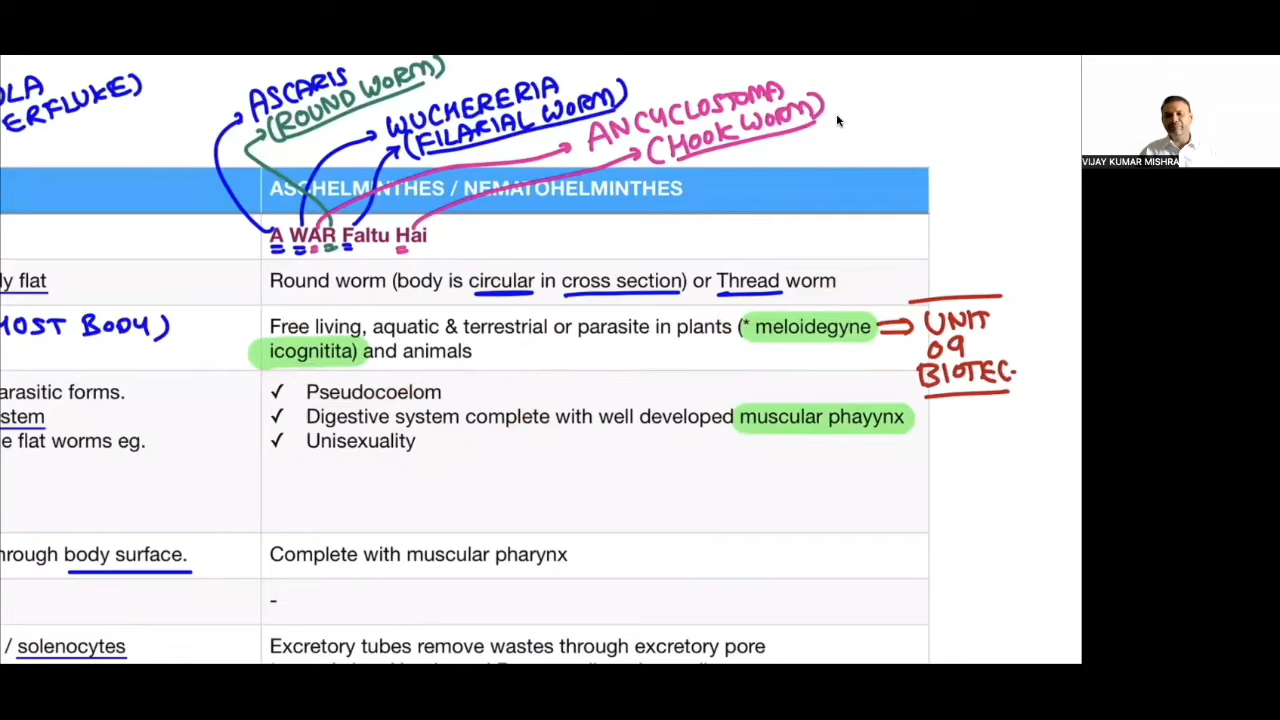 OLA
ERFLUKE)
ASCARIS
(ROUND WORM)
WUCHERERIA
(FILARIAL WORM)
ANCYCLOSTOMA
(HOOK WORM)
VIJAY KUMAR MISHRA
ASCHELMINTHES / NEMATOHELMINTHES
A WAR Faltu Hai
ly flat
Round worm (body is circular in cross section) or Thread worm
HOST BODY)
Free living, aquatic & terrestrial or parasite in plants (* meloidegyne
icognitita) and animals
UNIT
09
BIOTEC.
arasitic forms.
stem
e flat worms eg.
✓ Pseudocoelom
✓ Digestive system complete with well developed muscular phayynx
✓ Unisexuality
hrough body surface.
Complete with muscular pharynx
-
/ solenocytes
Excretory tubes remove wastes through excretory pore